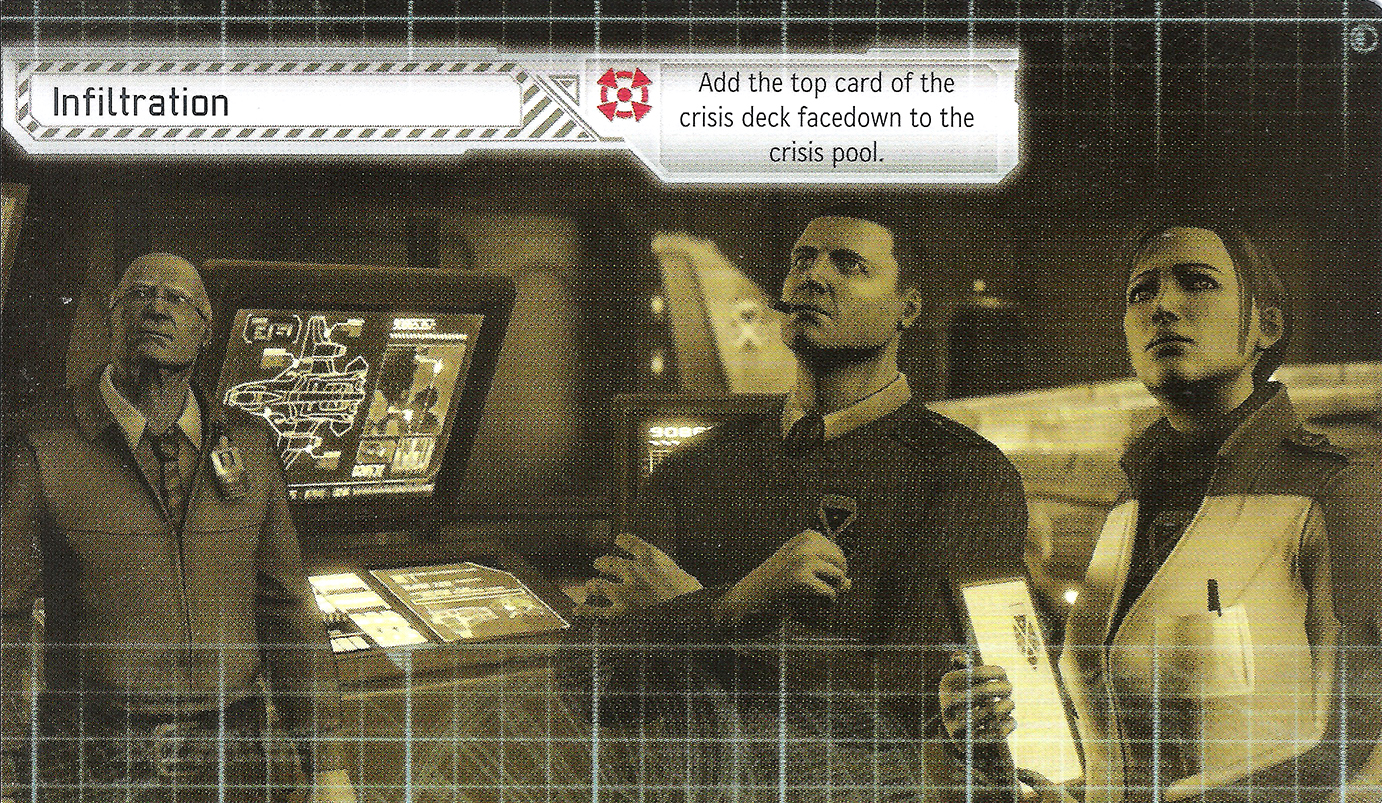 Infiltration
Add the top card of the
crisis deck facedown to the
crisis pool.